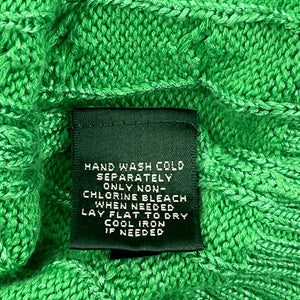 HAND WASH COLD
SEPARATELY
ONLY NON-
CHLORINE BLEACH
WHEN NEEDED
LAY FLAT TO DRY
COOL IRON
IF NEEDED